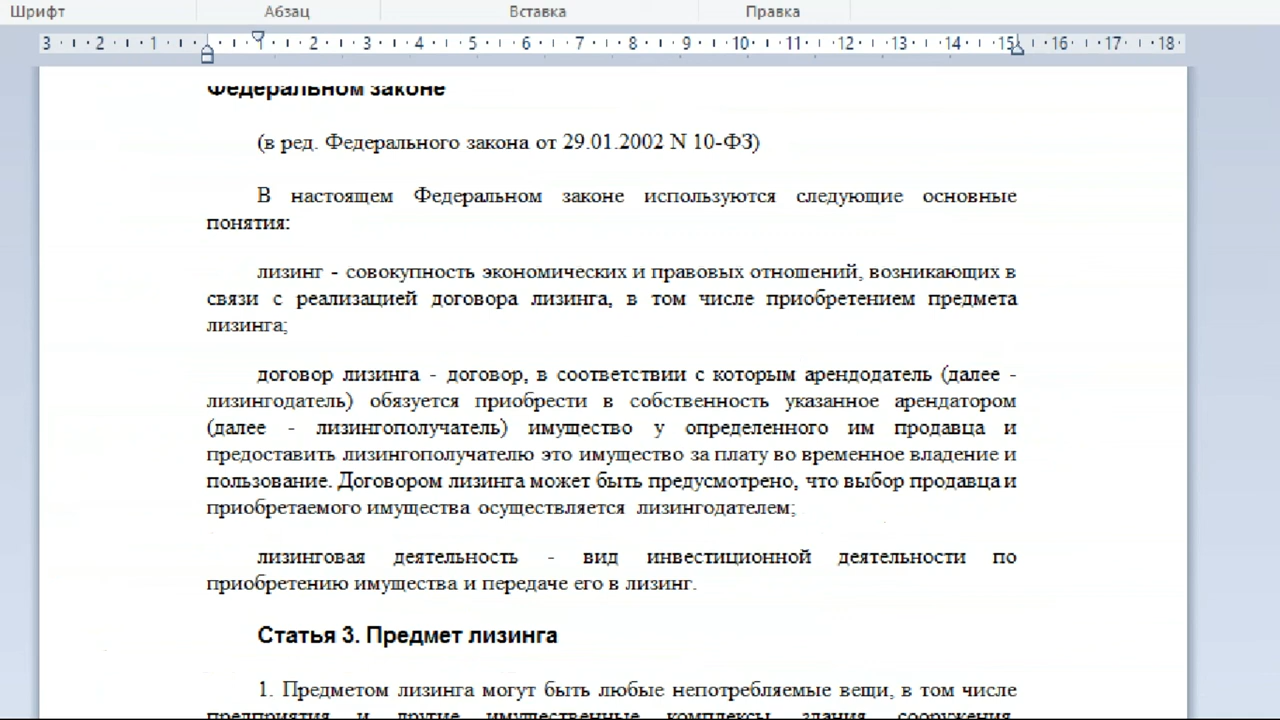 Шрифт Абзац Вставка Правка
3 2 1 1 2 3 4 5 6 7 8 9 10 11 12 13 14 15 16 17 18
Федеральном законе
(в ред. Федерального закона от 29.01.2002 N 10-ФЗ)
В настоящем Федеральном законе используются следующие основные
понятия:
лизинг - совокупность экономических и правовых отношений, возникающих в
связи с реализацией договора лизинга, в том числе приобретением предмета
лизинга;
договор лизинга - договор, в соответствии с которым арендодатель (далее -
лизингодатель) обязуется приобрести в собственность указанное арендатором
(далее - лизингополучатель) имущество у определенного им продавца и
предоставить лизингополучателю это имущество за плату во временное владение и
пользование. Договором лизинга может быть предусмотрено, что выбор продавца и
приобретаемого имущества осуществляется лизингодателем;
лизинговая деятельность - вид инвестиционной деятельности по
приобретению имущества и передаче его в лизинг.
Статья 3. Предмет лизинга
1. Предметом лизинга могут быть любые непотребляемые вещи, в том числе
предприятия и другие имущественные комплексы, здания, сооружения,